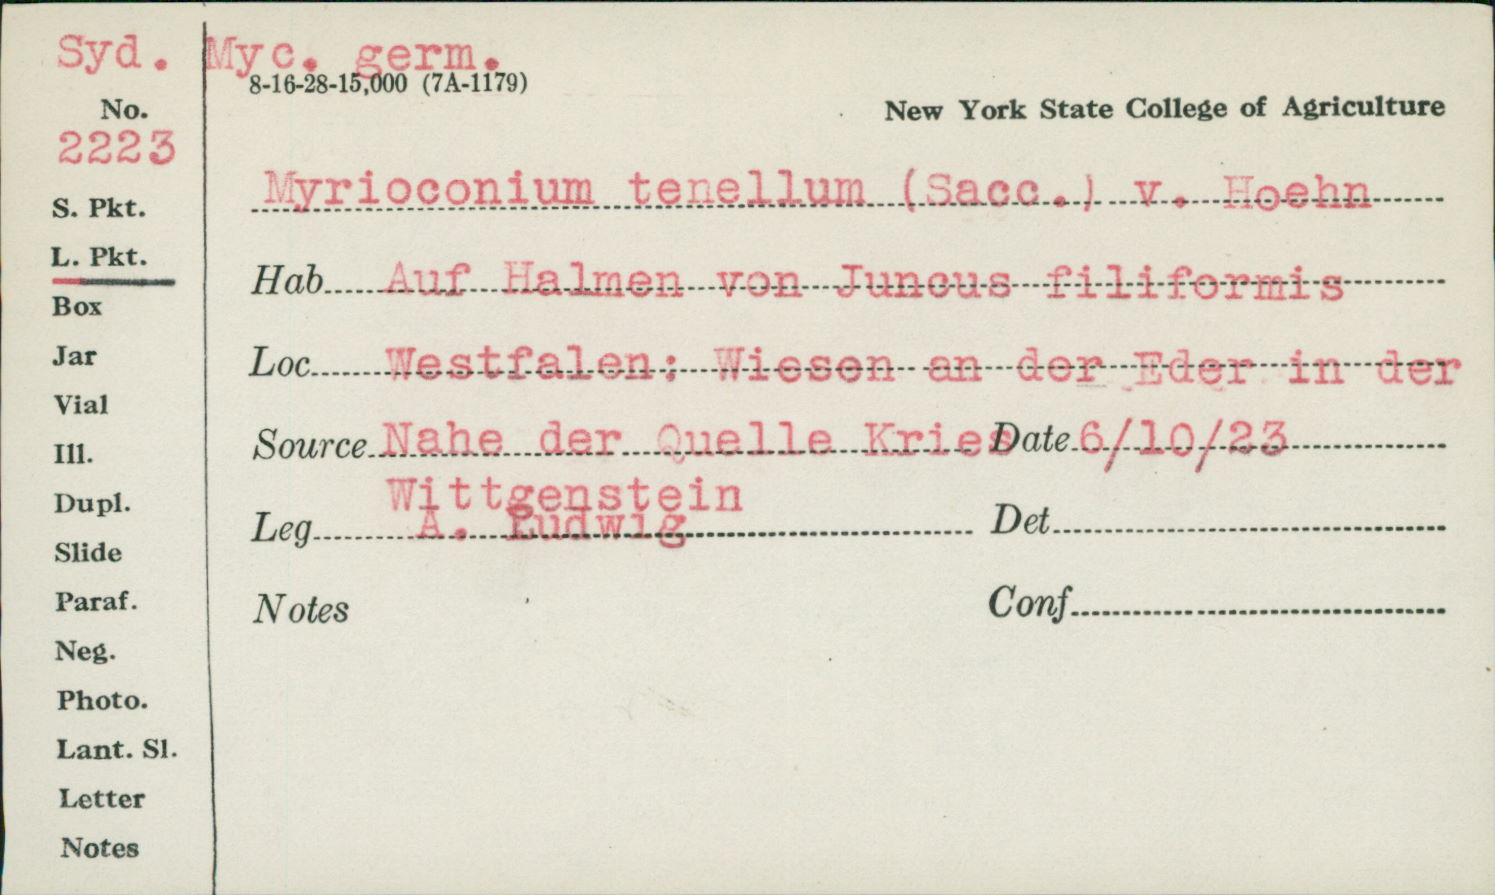 Syd. Myc. germ.
8-16-28-15,000 (7A-1179)
No. New York State College of Agriculture
2223
Myrioconium tenellum (Sacc.) v. Hoehn
S. Pkt.
L. Pkt.
Hab Auf Halmen von Juncus filiformis
Box
Jar
Loc Westfalen: Wiesen an der Eder in der
Vial
Source Nahe der Quelle Kries Date 6/10/23
Ill.
Wittgenstein
Dupl.
Leg A. Ludwig Det
Slide
Paraf.
Notes Conf
Neg.
Photo.
Lant. Sl.
Letter
Notes